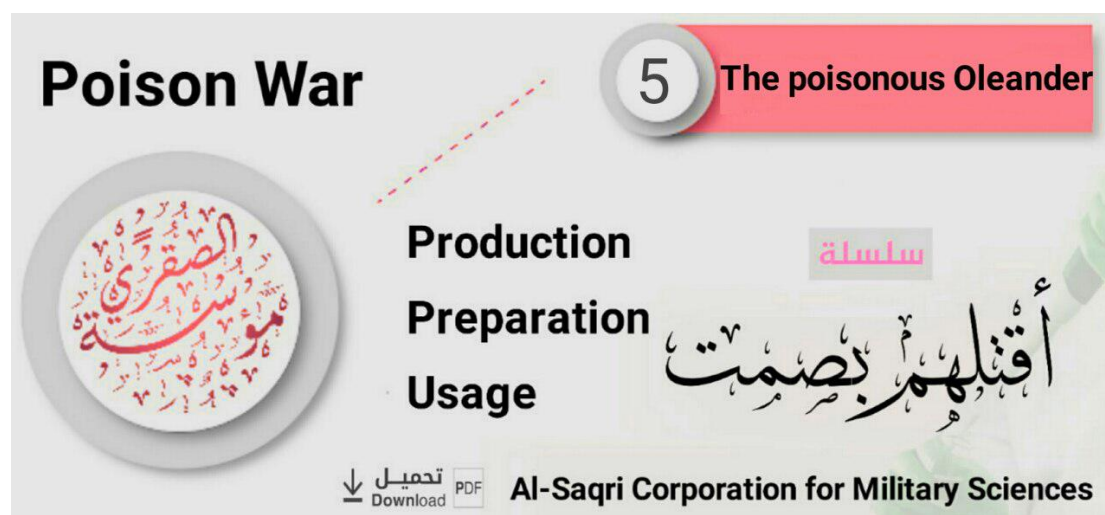 Poison War
5
The poisonous Oleander
مؤسسة
الصقري
Production
سلسلة
Preparation
أقتلهم بصمت
Usage
تحميل
Download
PDF
Al-Saqri Corporation for Military Sciences